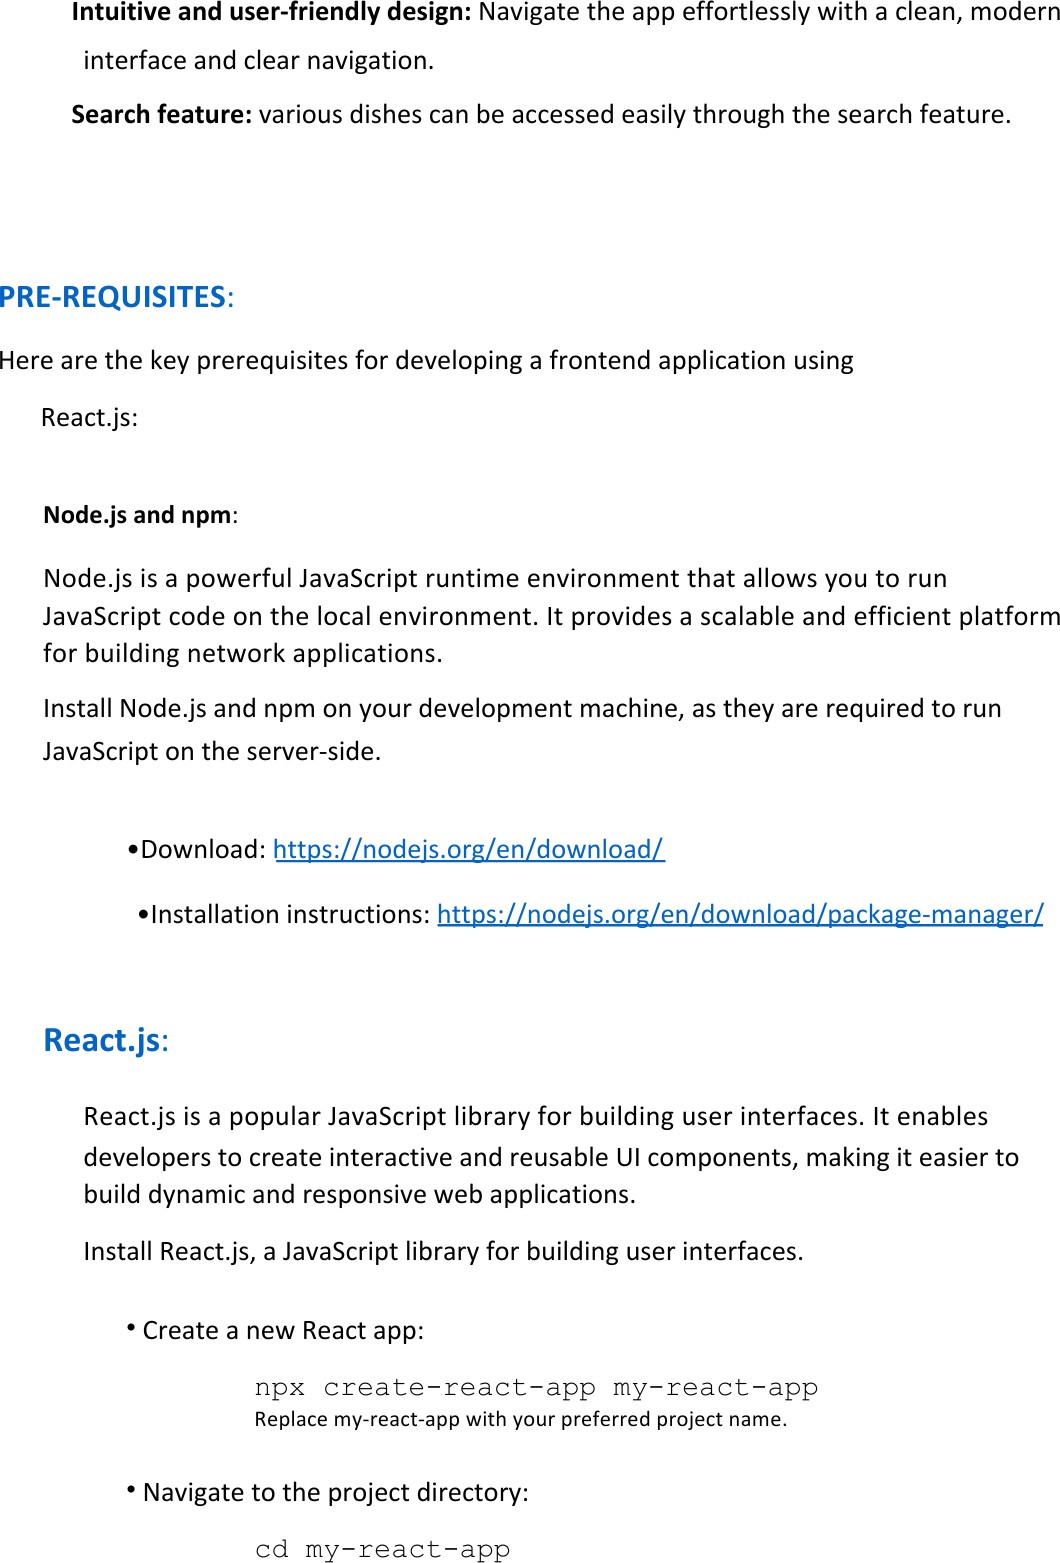 Intuitive and user-friendly design: Navigate the app effortlessly with a clean, modern
interface and clear navigation.
Search feature: various dishes can be accessed easily through the search feature.
PRE-REQUISITES:
Here are the key prerequisites for developing a frontend application using
React.js:
Node.js and npm:
Node.js is a powerful JavaScript runtime environment that allows you to run
JavaScript code on the local environment. It provides a scalable and efficient platform
for building network applications.
Install Node.js and npm on your development machine, as they are required to run
JavaScript on the server-side.
•Download: https://nodejs.org/en/download/
•Installation instructions: https://nodejs.org/en/download/package-manager/
React.js:
React.js is a popular JavaScript library for building user interfaces. It enables
developers to create interactive and reusable UI components, making it easier to
build dynamic and responsive web applications.
Install React.js, a JavaScript library for building user interfaces.
• Create a new React app:
npx create-react-app my-react-app
Replace my-react-app with your preferred project name.
• Navigate to the project directory:
cd my-react-app